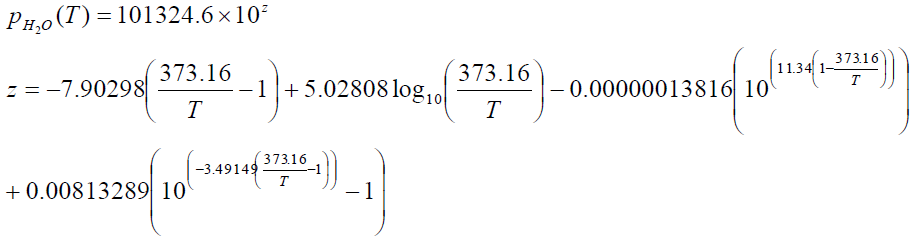 p_{H_2O}(T) = 101324.6 × 10^z
z = −7.90298(373.16/T − 1) + 5.02808 log_{10}(373.16/T) − 0.00000013816(10^{(11.34(1−373.16/T))})
+ 0.00813289(10^{(−3.49149(373.16/T−1))} − 1)